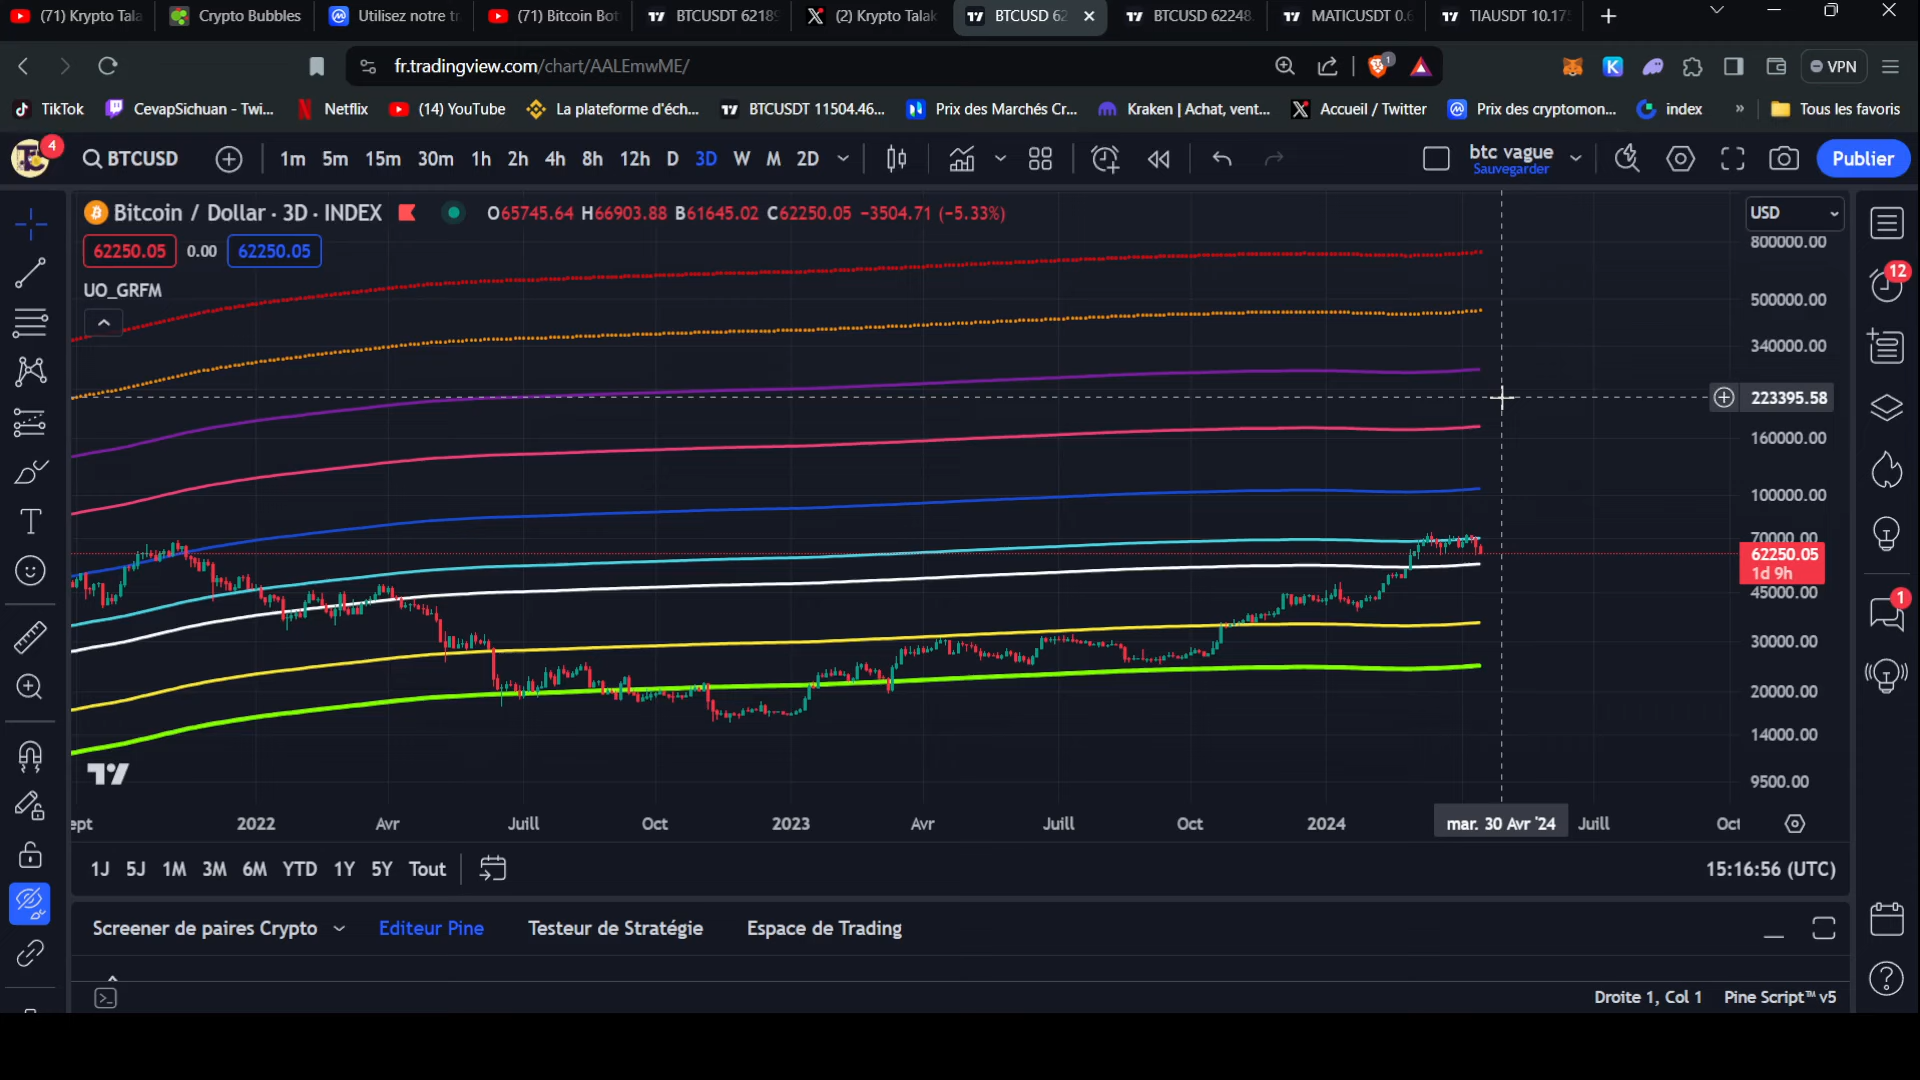 (71) Krypto Tala
Crypto Bubbles
Utilisez notre tr
(71) Bitcoin Bot
BTCUSDT 62189
(2) Krypto Talak
BTCUSD 62
BTCUSD 62248.
MATICUSDT 0.6
TIAUSDT 10.175
fr.tradingview.com/chart/AALEmwME/
1
VPN
TikTok
CevapSichuan - Twi...
Netflix
(14) YouTube
La plateforme d'éch...
BTCUSDT 11504.46...
Prix des Marchés Cr...
Kraken | Achat, vent...
Accueil / Twitter
Prix des cryptomon...
index
»
Tous les favoris
4
BTCUSD
1m 5m 15m 30m 1h 2h 4h 8h 12h D 3D W M 2D
btc vague
Sauvegarder
Publier
Bitcoin / Dollar · 3D · INDEX
O65745.64 H66903.88 B61645.02 C62250.05 −3504.71 (−5.33%)
USD
62250.05 0.00 62250.05
800000.00
UO_GRFM
12
500000.00
340000.00
223395.58
160000.00
100000.00
70000.00
62250.05
1d 9h
45000.00
1
30000.00
20000.00
14000.00
9500.00
ept 2022 Avr Juill Oct 2023 Avr Juill Oct 2024 mar. 30 Avr '24 Juill Oct
1J 5J 1M 3M 6M YTD 1Y 5Y Tout
15:16:56 (UTC)
Screener de paires Crypto
Editeur Pine
Testeur de Stratégie
Espace de Trading
Droite 1, Col 1 Pine Script™ v5